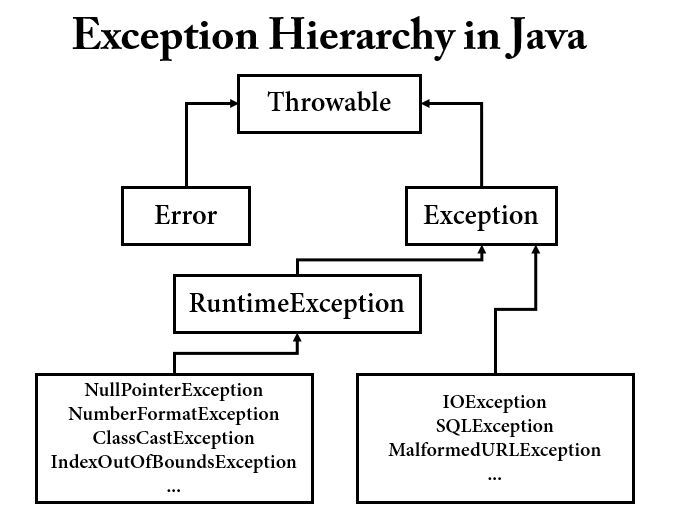 Exception Hierarchy in Java
Throwable
Error
Exception
RuntimeException
NullPointerException
NumberFormatException
ClassCastException
IndexOutOfBoundsException
...
IOException
SQLException
MalformedURLException
...